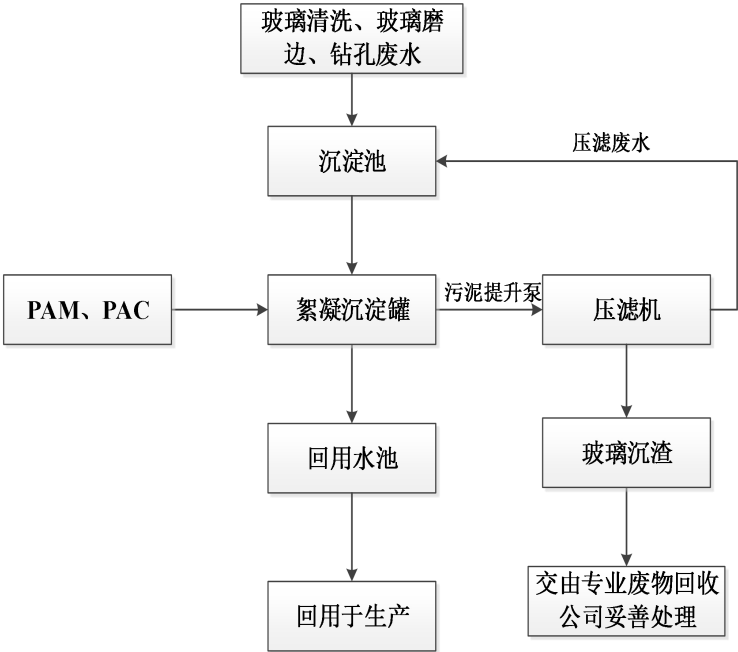 玻璃清洗、玻璃磨
边、钻孔废水
压滤废水
沉淀池
污泥提升泵
PAM、PAC
絮凝沉淀罐
压滤机
回用水池
玻璃沉渣
交由专业废物回收
公司妥善处理
回用于生产